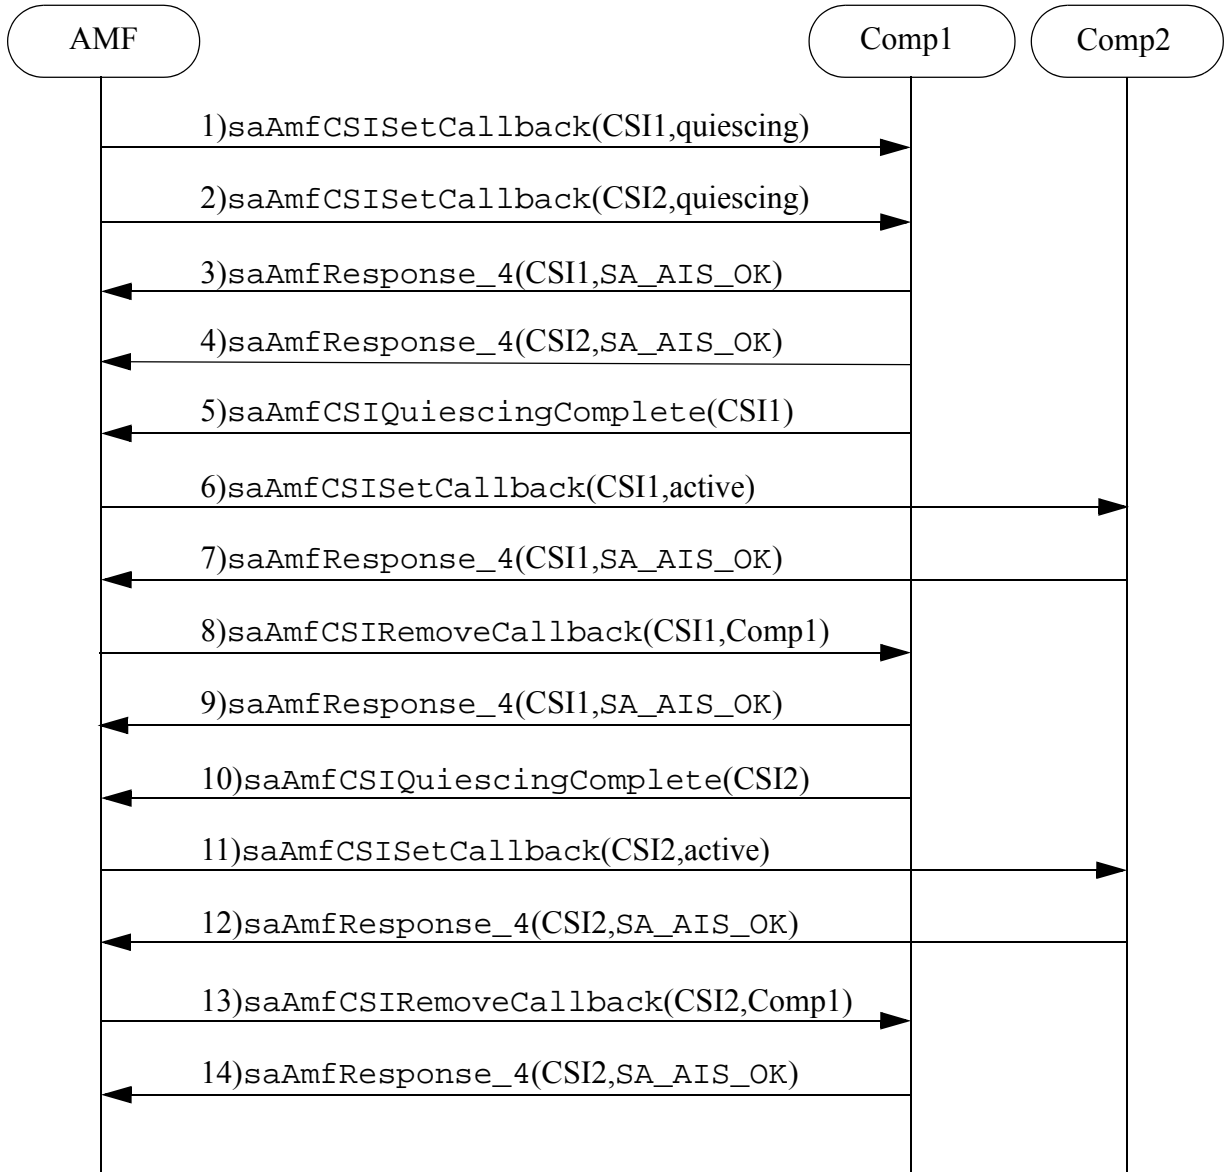 AMF
Comp1
Comp2
1)saAmfCSISetCallback(CSI1,quiescing)
2)saAmfCSISetCallback(CSI2,quiescing)
3)saAmfResponse_4(CSI1,SA_AIS_OK)
4)saAmfResponse_4(CSI2,SA_AIS_OK)
5)saAmfCSIQuiescingComplete(CSI1)
6)saAmfCSISetCallback(CSI1,active)
7)saAmfResponse_4(CSI1,SA_AIS_OK)
8)saAmfCSIRemoveCallback(CSI1,Comp1)
9)saAmfResponse_4(CSI1,SA_AIS_OK)
10)saAmfCSIQuiescingComplete(CSI2)
11)saAmfCSISetCallback(CSI2,active)
12)saAmfResponse_4(CSI2,SA_AIS_OK)
13)saAmfCSIRemoveCallback(CSI2,Comp1)
14)saAmfResponse_4(CSI2,SA_AIS_OK)